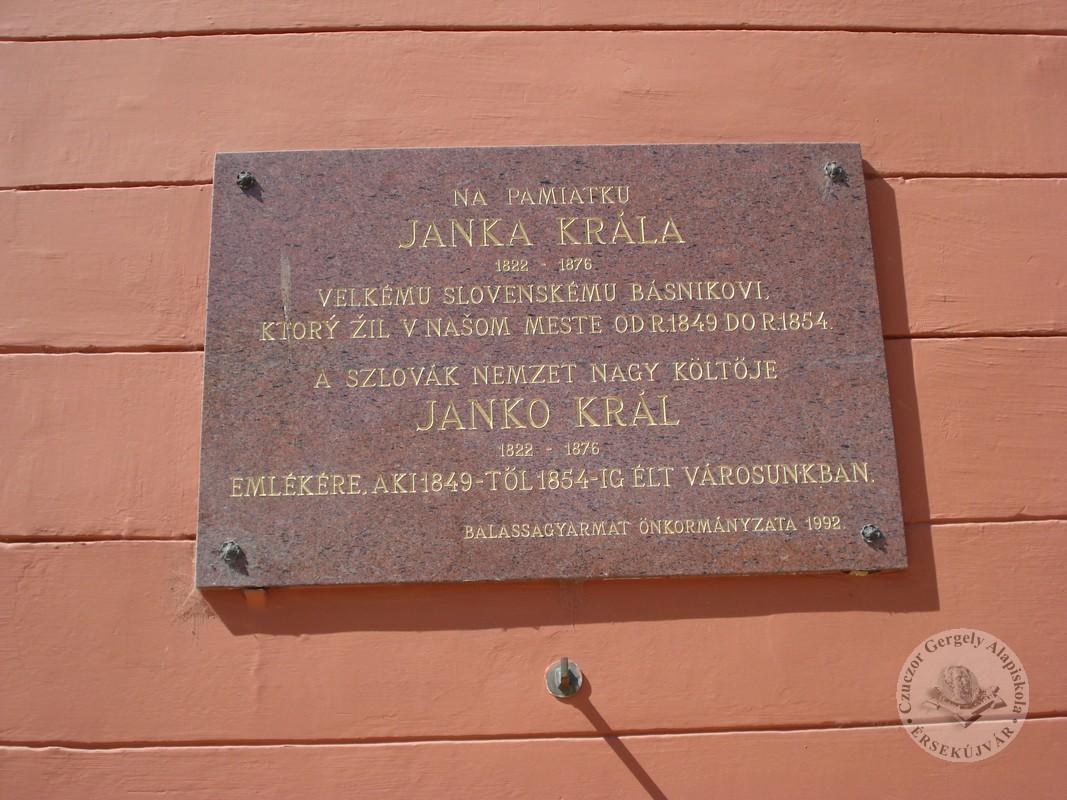 NA PAMIATKU
JANKA KRÁLA
1822 - 1876
VELKÉMU SLOVENSKÉMU BÁSNIKOVI,
KTORÝ ŽIL V NAŠOM MESTE OD R.1849 DO R.1854.
A SZLOVÁK NEMZET NAGY KÖLTŐJE
JANKO KRÁL
1822 - 1876
EMLÉKÉRE, AKI 1849-TŐL 1854-IG ÉLT VÁROSUNKBAN.
BALASSAGYARMAT ÖNKORMÁNYZATA 1992.
Czuczor Gergely Alapiskola
• ÉRSEKÚJVÁR •